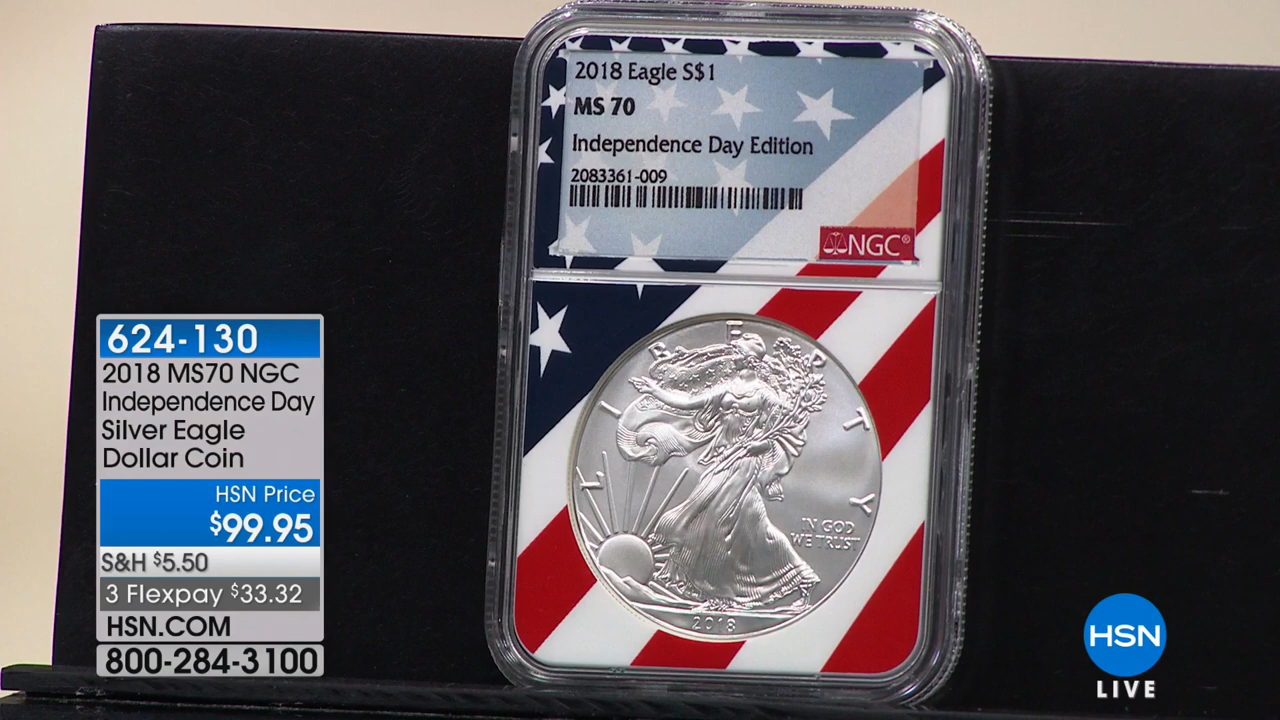 2018 Eagle S$1
MS 70
Independence Day Edition
2083361-009
NGC®
LIBERTY
IN GOD
WE TRUST
2018
624-130
2018 MS70 NGC
Independence Day
Silver Eagle
Dollar Coin
HSN Price
$99.95
S&H $5.50
3 Flexpay $33.32
HSN.COM
800-284-3100
HSN
LIVE